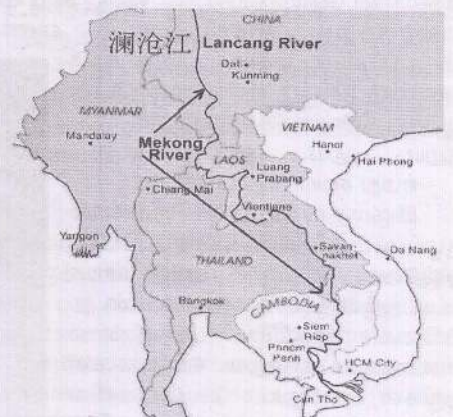 CHINA
澜沧江 Lancang River
Dali
Kunming
MYANMAR
Mandalay
VIETNAM
Hanoi
Hai Phong
Mekong
River
LAOS
Luang
Prabang
Chiang Mai
Vientiane
Yangon
Savan-
nakhet
Da Nang
THAILAND
Bangkok
CAMBODIA
Siem
Riep
Phnom
Penh
HCM City
Can Tho